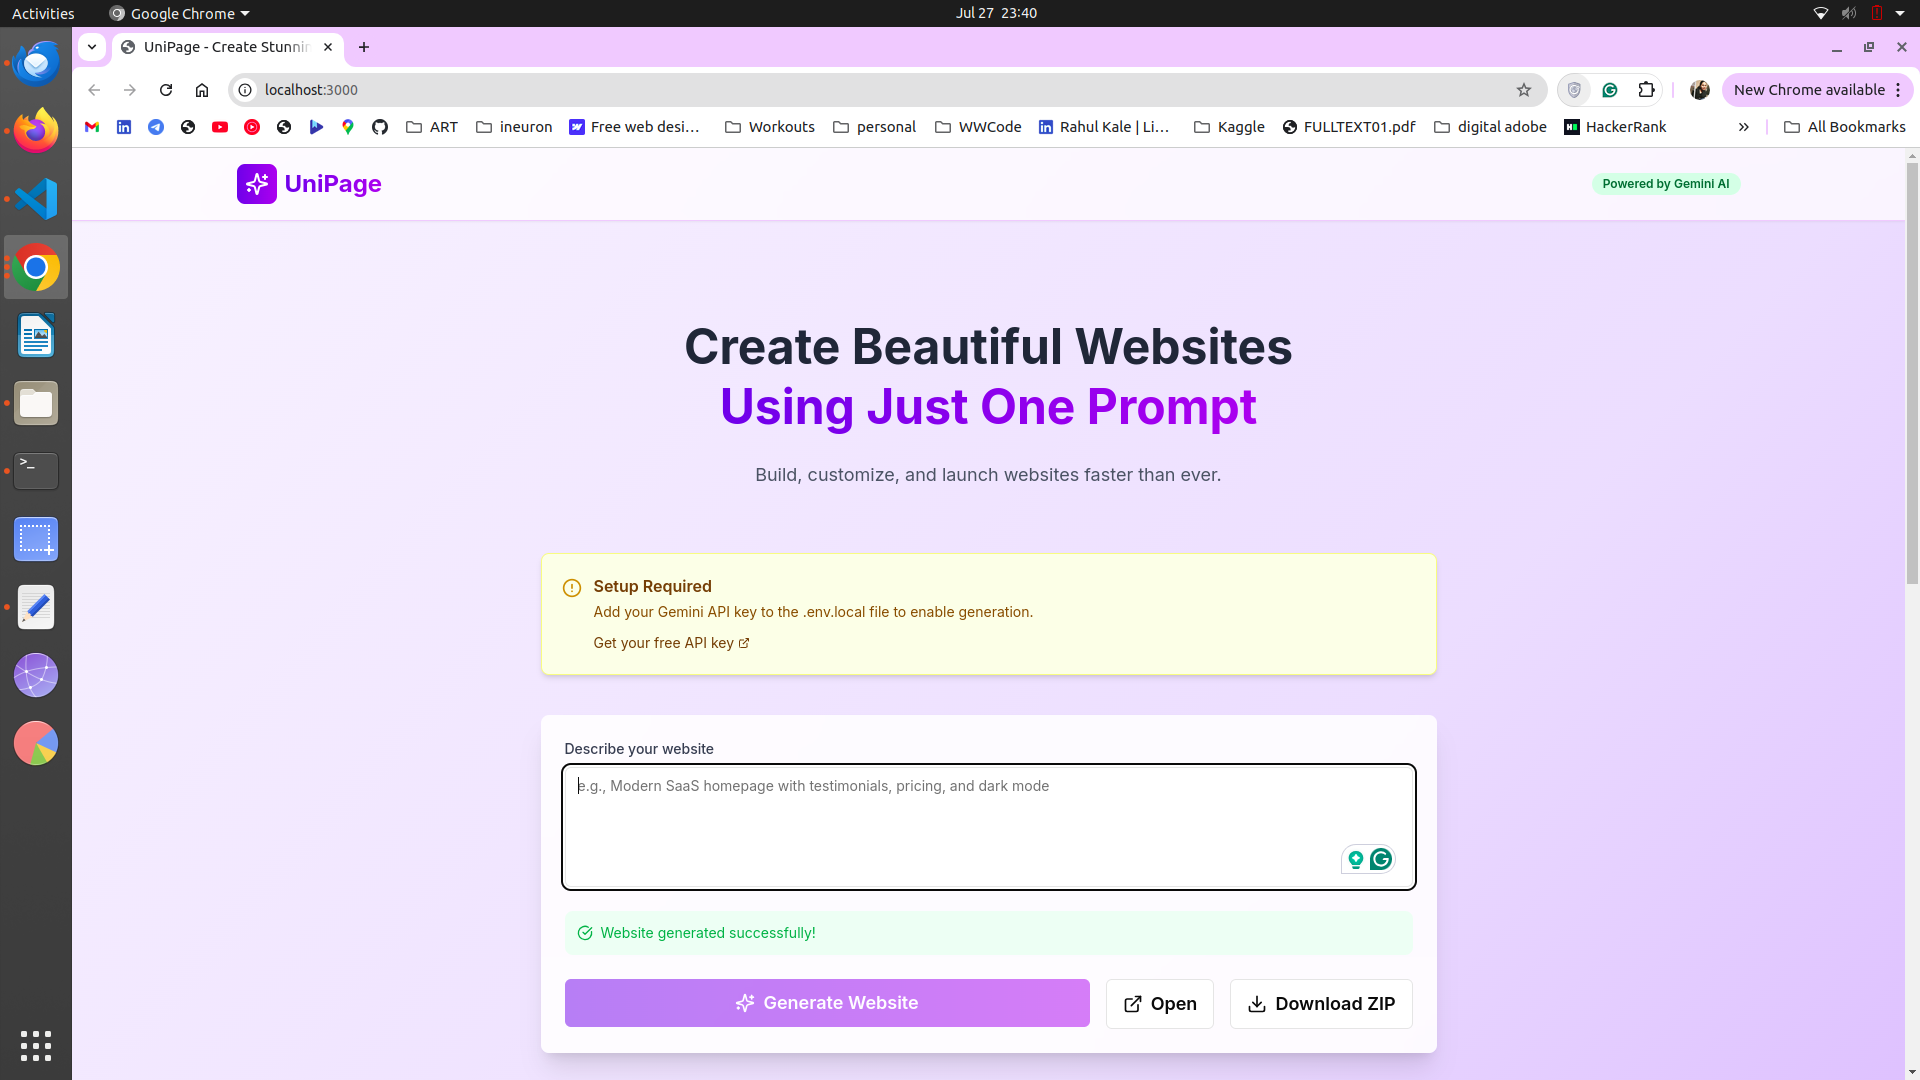 Activities
Google Chrome
Jul 27 23:40
UniPage - Create Stunnin
localhost:3000
New Chrome available
ART
ineuron
Free web desi...
Workouts
personal
WWCode
Rahul Kale | Li...
Kaggle
FULLTEXT01.pdf
digital adobe
HackerRank
All Bookmarks
UniPage
Powered by Gemini AI
Create Beautiful Websites
Using Just One Prompt
Build, customize, and launch websites faster than ever.
Setup Required
Add your Gemini API key to the .env.local file to enable generation.
Get your free API key
Describe your website
e.g., Modern SaaS homepage with testimonials, pricing, and dark mode
Website generated successfully!
Generate Website
Open
Download ZIP